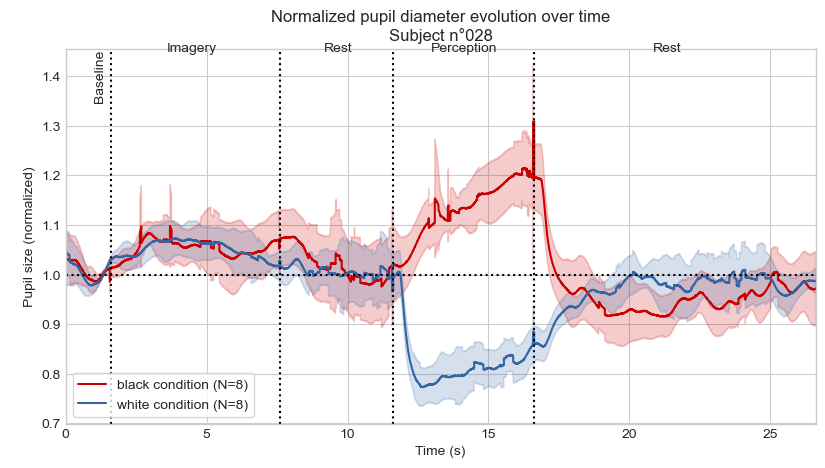 Normalized pupil diameter evolution over time
Subject n°028
Imagery
Rest
Perception
Rest
Baseline
Pupil size (normalized)
1.4
1.3
1.2
1.1
1.0
0.9
0.8
0.7
black condition (N=8)
white condition (N=8)
0
5
10
15
20
25
Time (s)